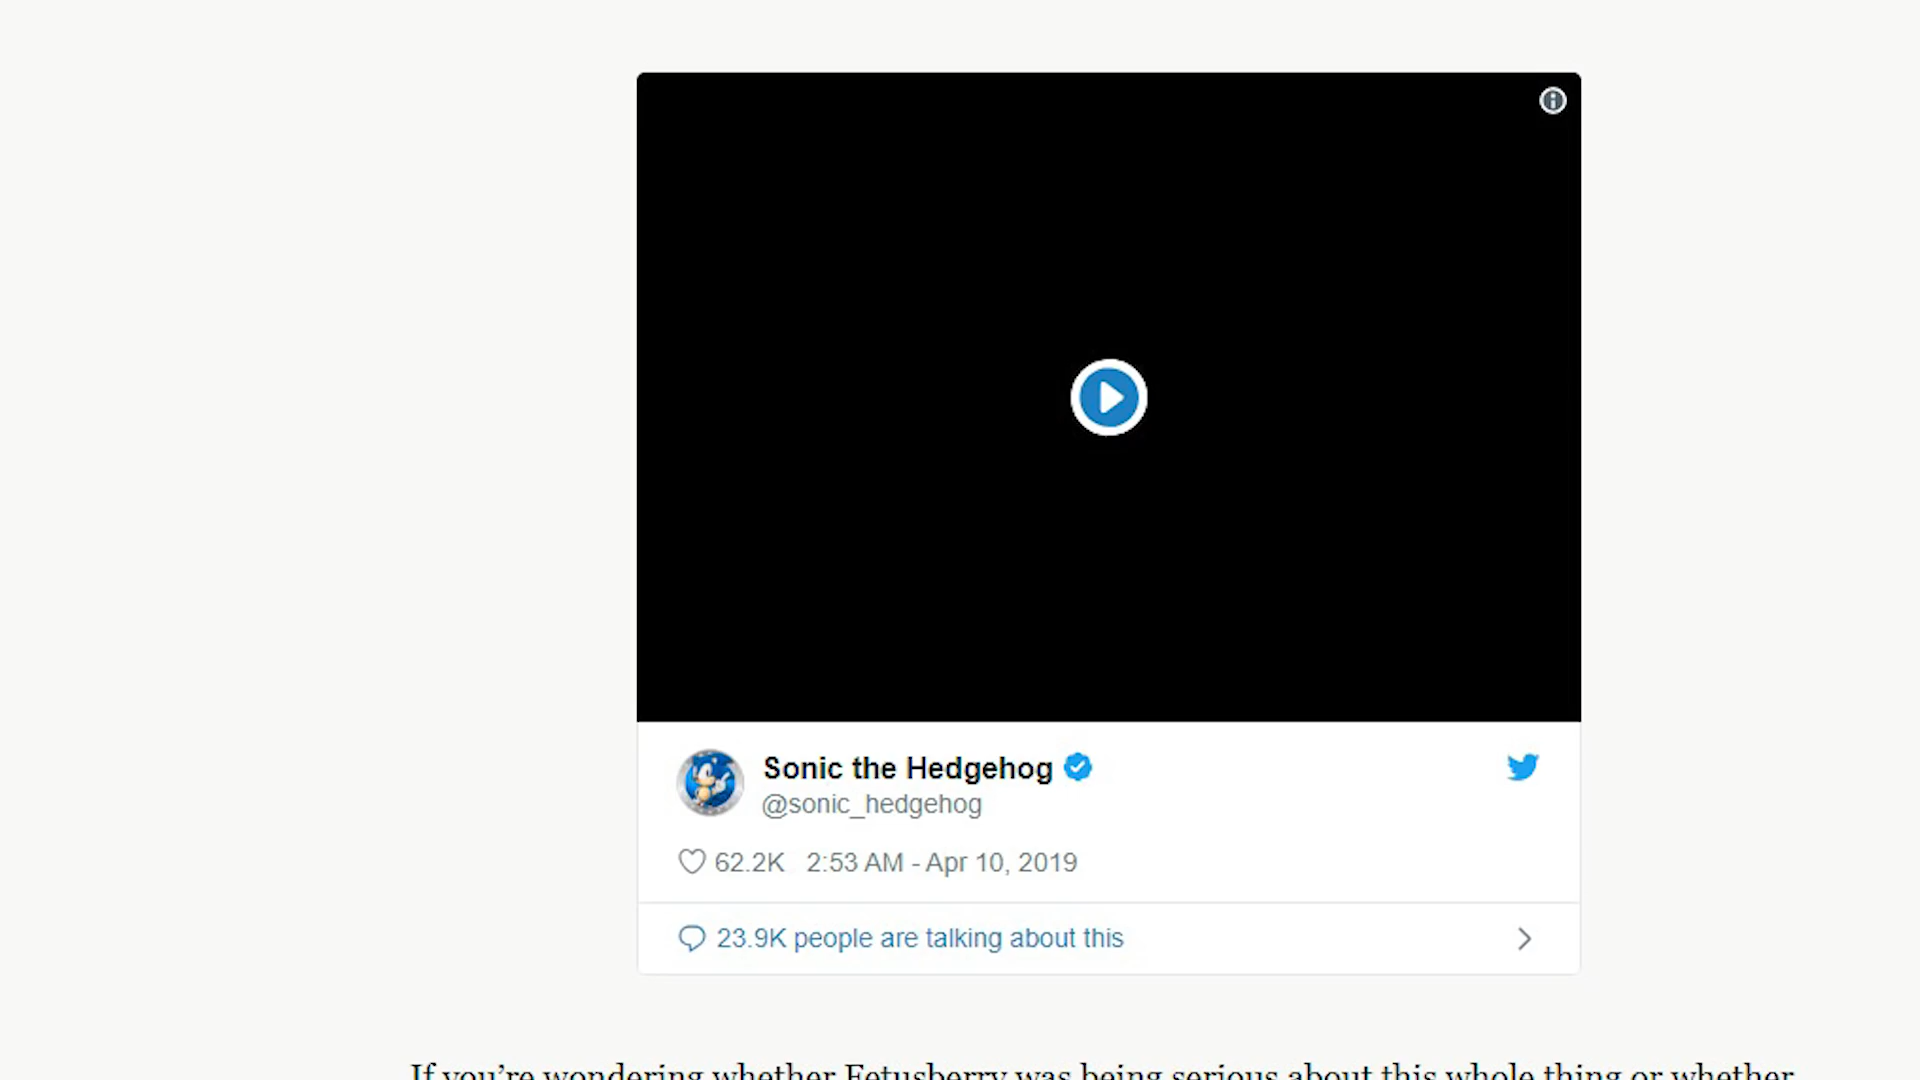 Sonic the Hedgehog
@sonic_hedgehog
62.2K 2:53 AM - Apr 10, 2019
23.9K people are talking about this
If you’re wondering whether Fetusberry was being serious about this whole thing or whether